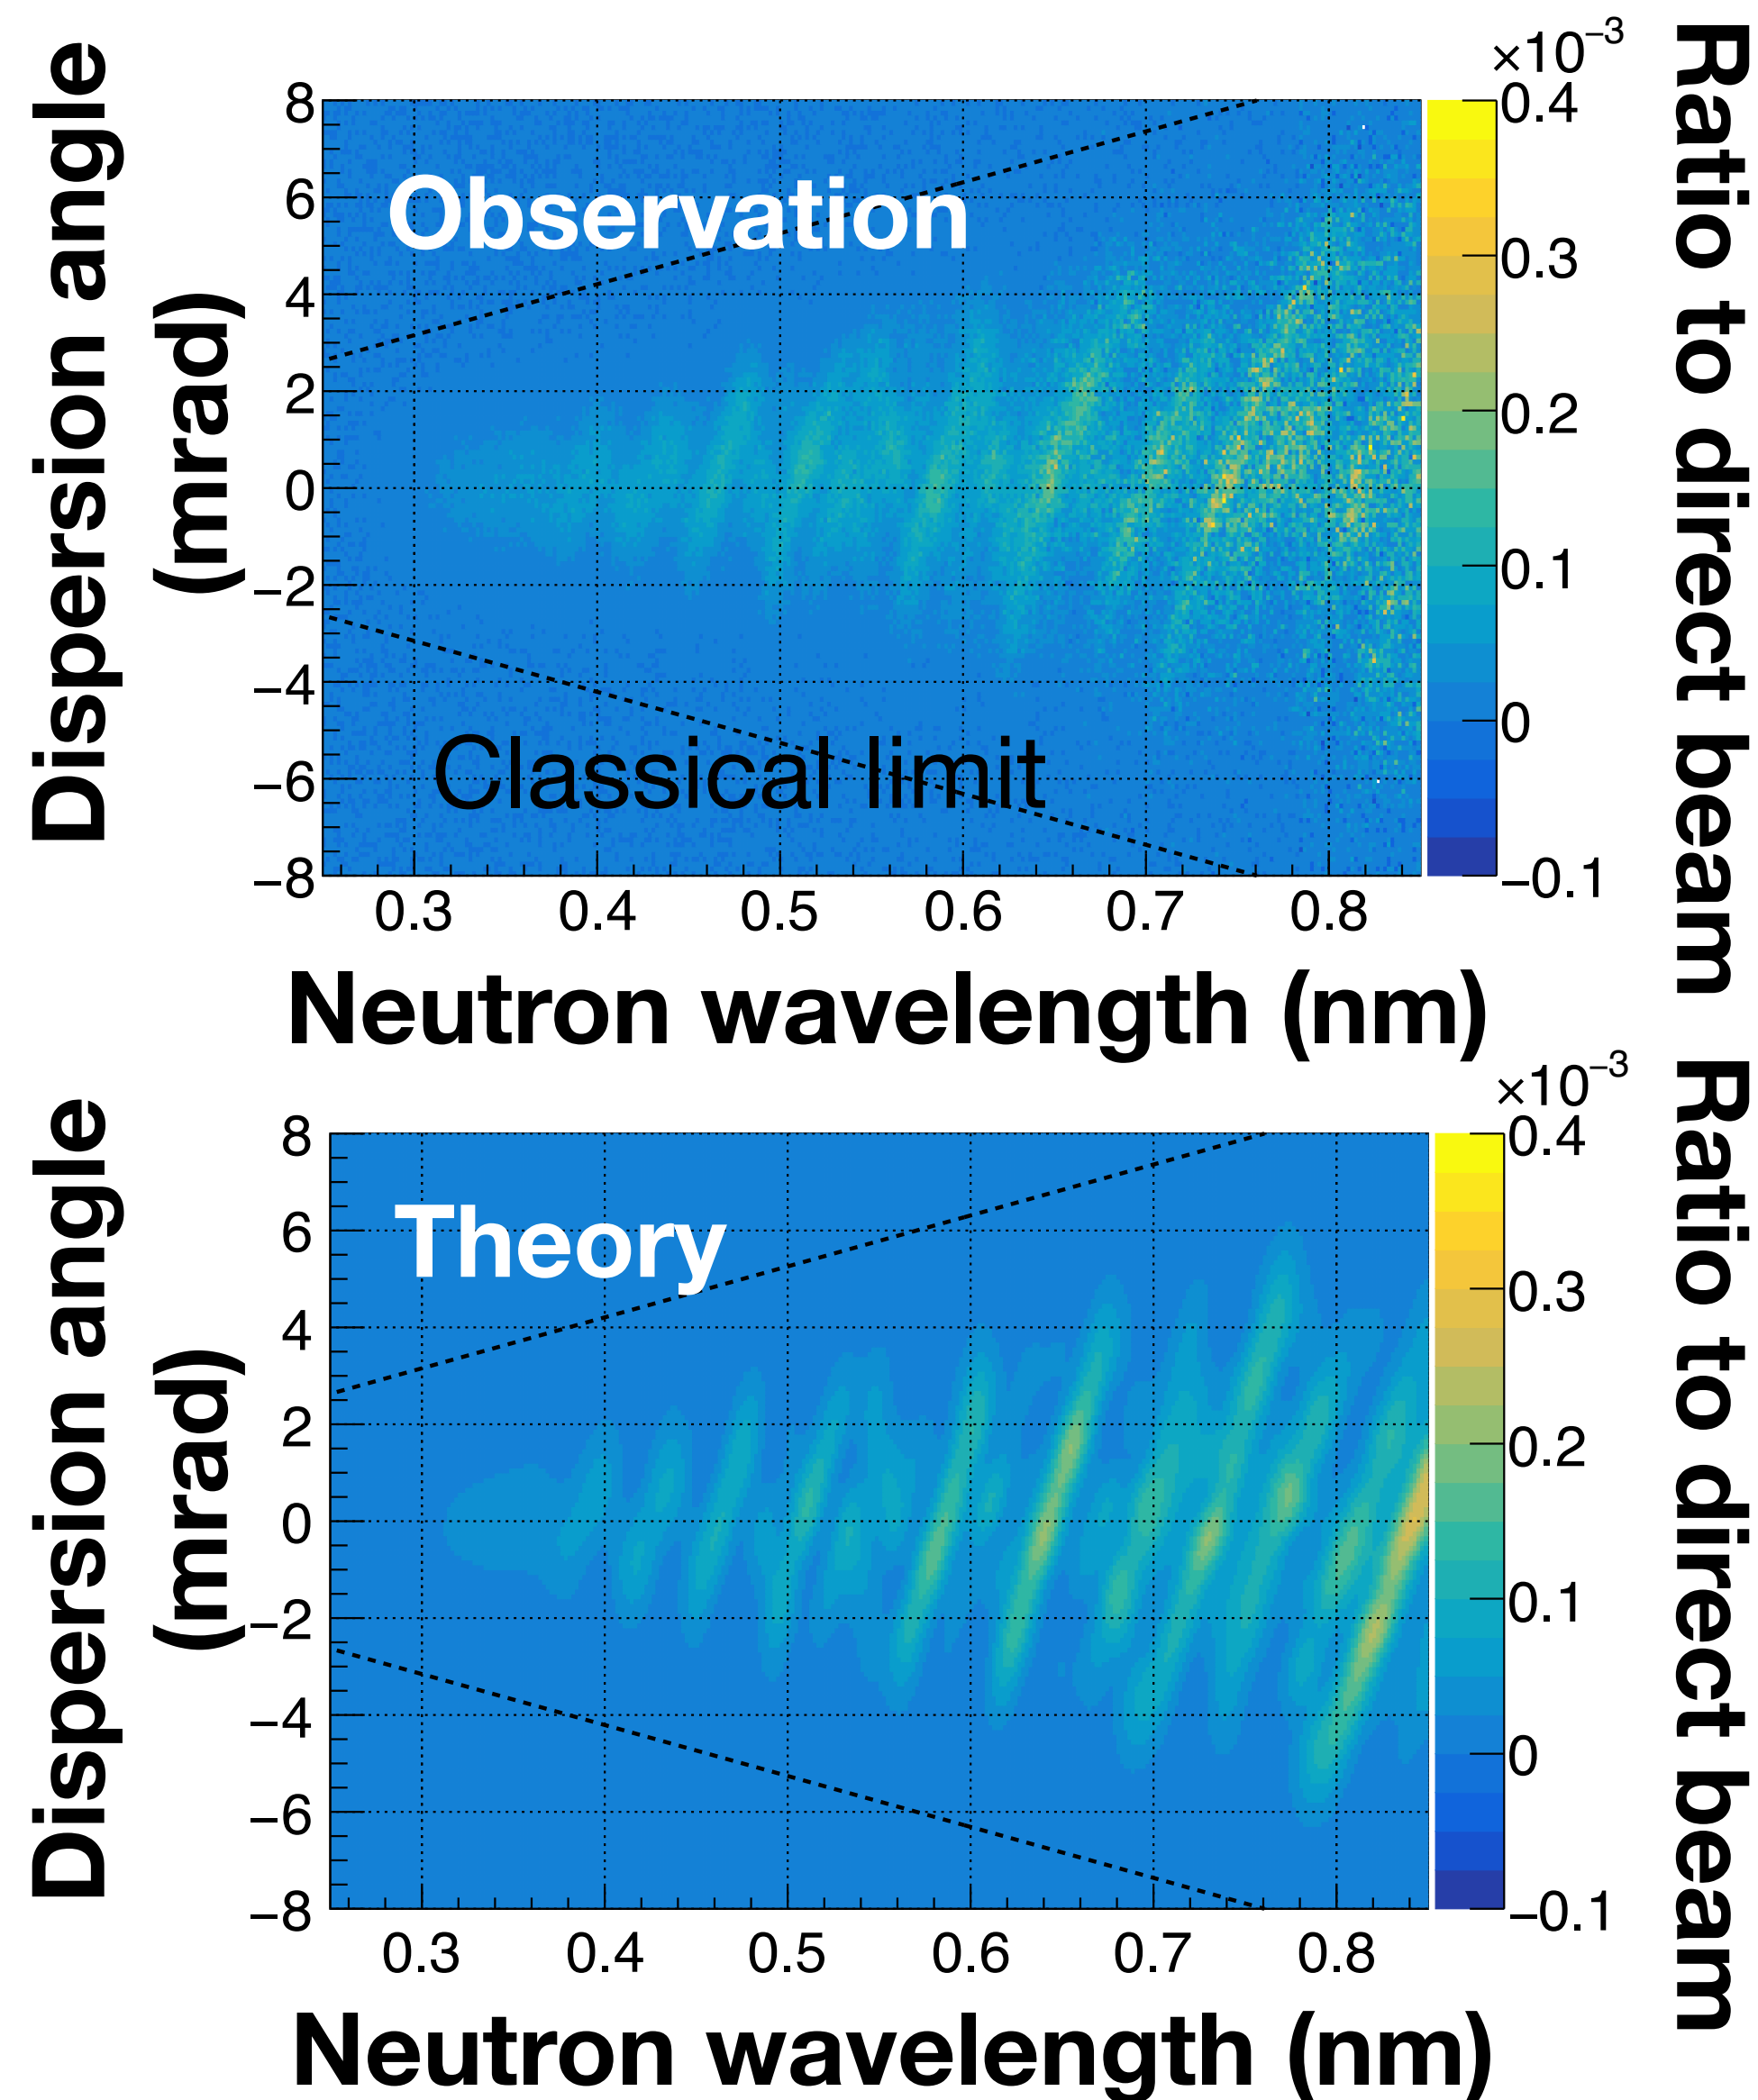 ×10⁻³
Dispersion angle
(mrad)
8
6
4
2
0
−2
−4
−6
−8
Observation
Classical limit
0.4
0.3
0.2
0.1
0
−0.1
Ratio to direct beam
0.3 0.4 0.5 0.6 0.7 0.8
Neutron wavelength (nm)
×10⁻³
Dispersion angle
(mrad)
8
6
4
2
0
−2
−4
−6
−8
Theory
0.4
0.3
0.2
0.1
0
−0.1
Ratio to direct beam
0.3 0.4 0.5 0.6 0.7 0.8
Neutron wavelength (nm)